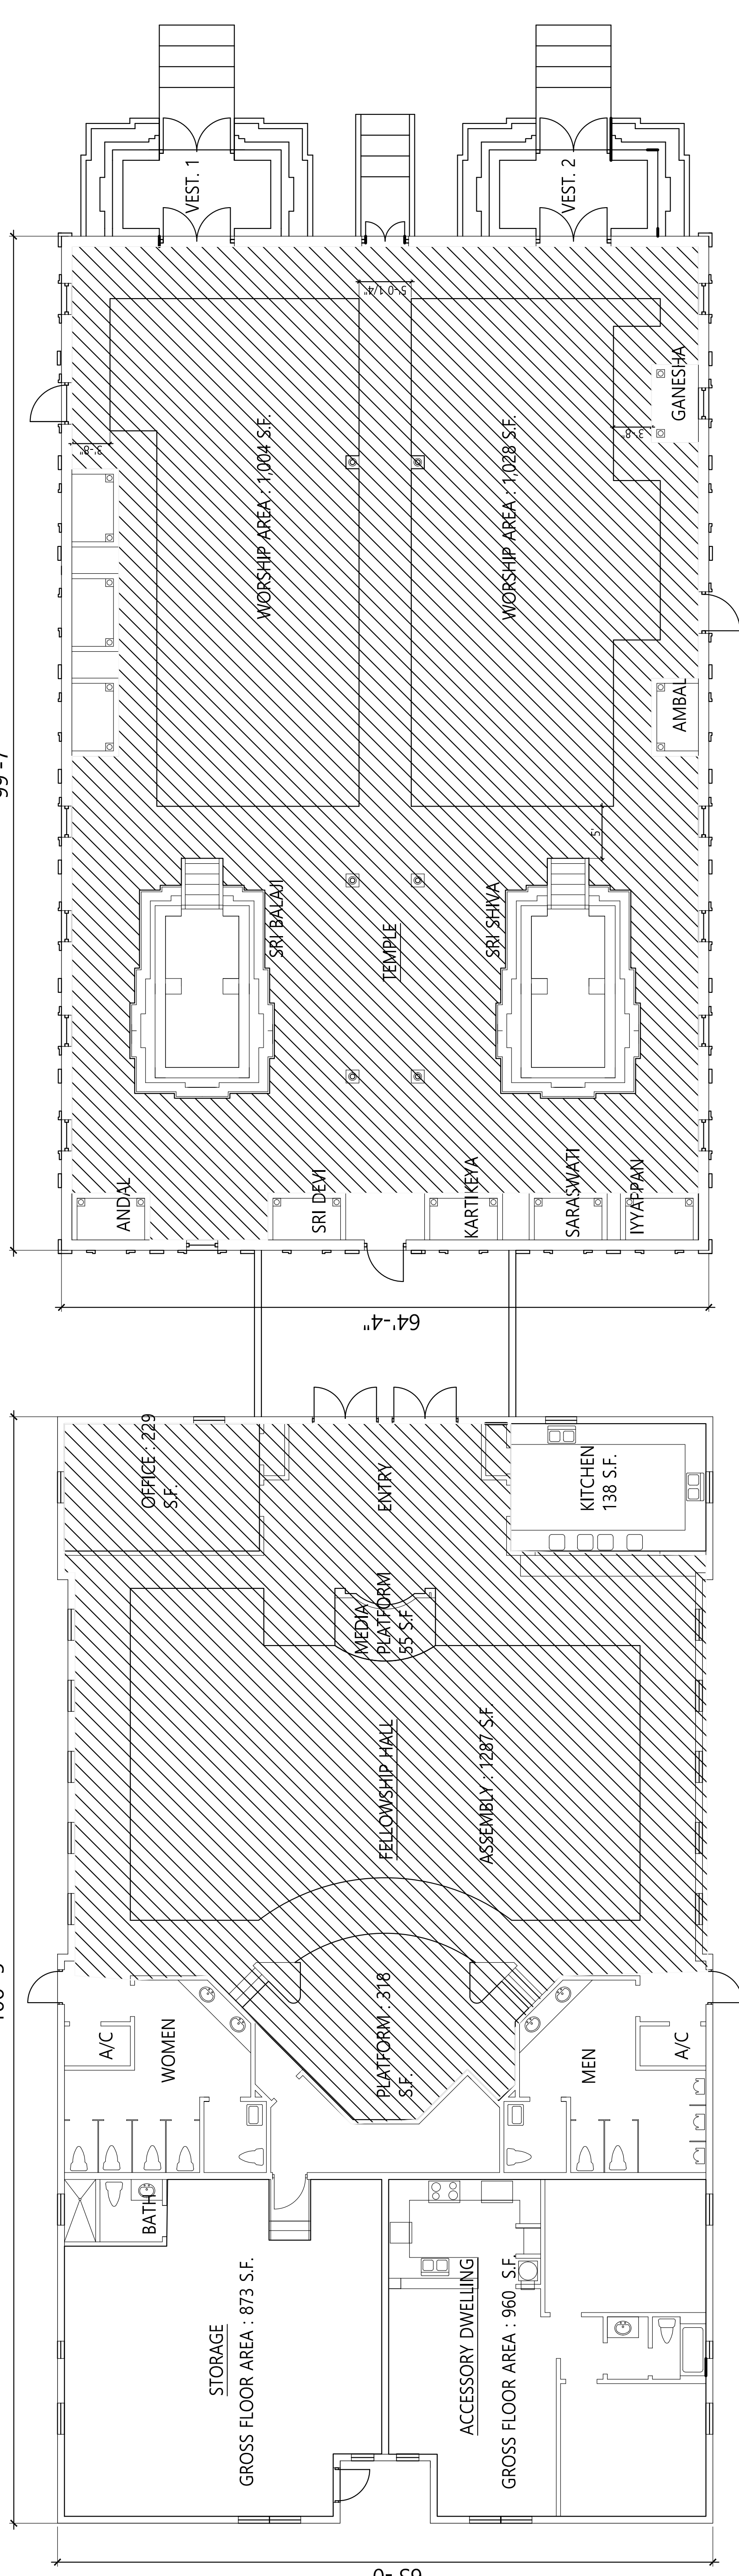 VEST. 1
VEST. 2
5'-0 1/4"
3'-8"
GANESHA
3'-8"
WORSHIP AREA : 1,004 S.F.
WORSHIP AREA : 1,028 S.F.
AMBAL
5'
SRI BALAJI
TEMPLE
SRI SHIVA
ANDAL
SRI DEVI
KARTIKEYA
SARASWATI
IYYAPPAN
64'-4"
OFFICE : 229
S.F.
ENTRY
KITCHEN
138 S.F.
MEDIA
PLATFORM
55 S.F.
FELLOWSHIP HALL
ASSEMBLY : 1287 S.F.
PLATFORM : 318
S.F.
A/C
WOMEN
MEN
A/C
BATH
STORAGE
GROSS FLOOR AREA : 873 S.F.
ACCESSORY DWELLING
GROSS FLOOR AREA : 960 S.F.